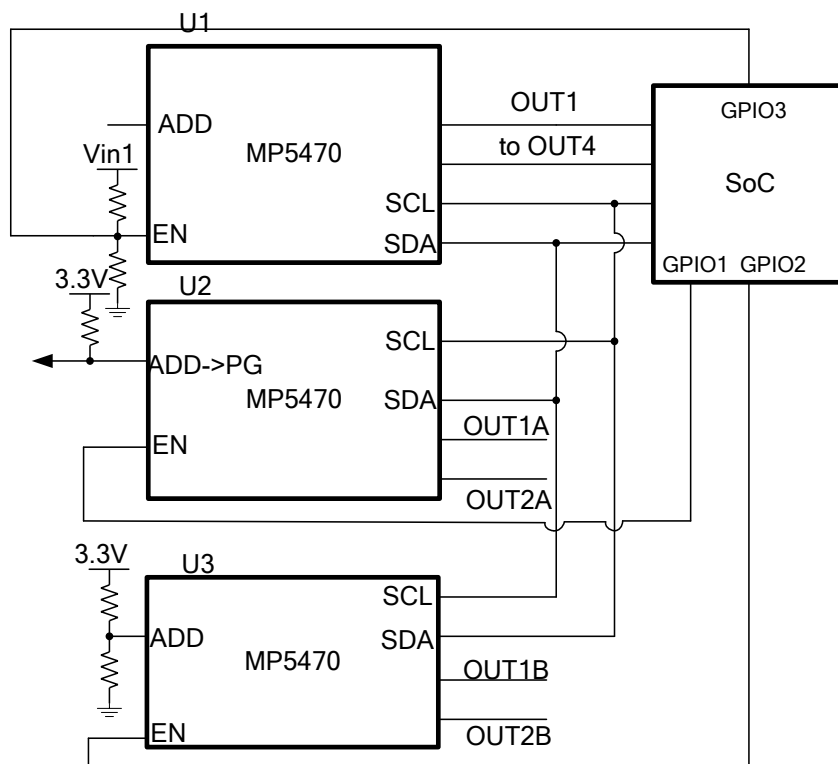 U1
OUT1
GPIO3
ADD
MP5470
to OUT4
Vin1
SoC
SCL
EN
SDA
GPIO1
GPIO2
3.3V
U2
SCL
ADD->PG
MP5470
SDA
OUT1A
EN
OUT2A
3.3V
U3
SCL
ADD
SDA
MP5470
OUT1B
EN
OUT2B